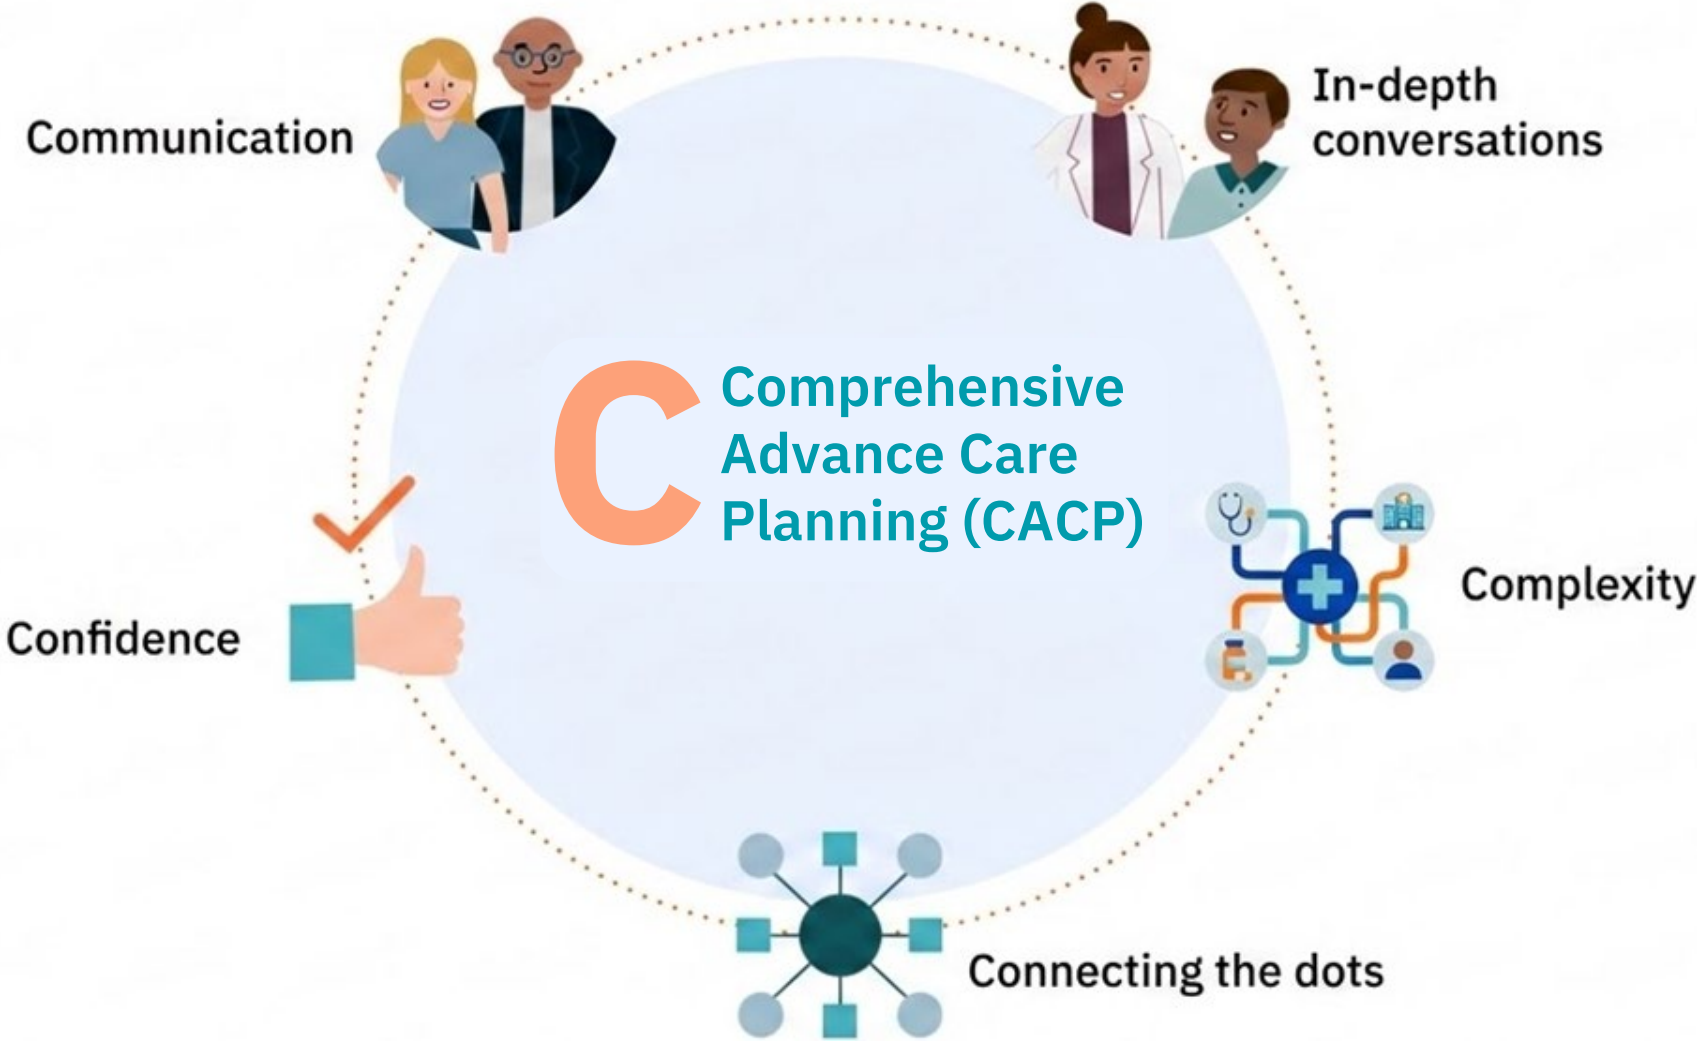 Communication
In-depth
conversations
C
Comprehensive
Advance Care
Planning (CACP)
Complexity
Confidence
Connecting the dots